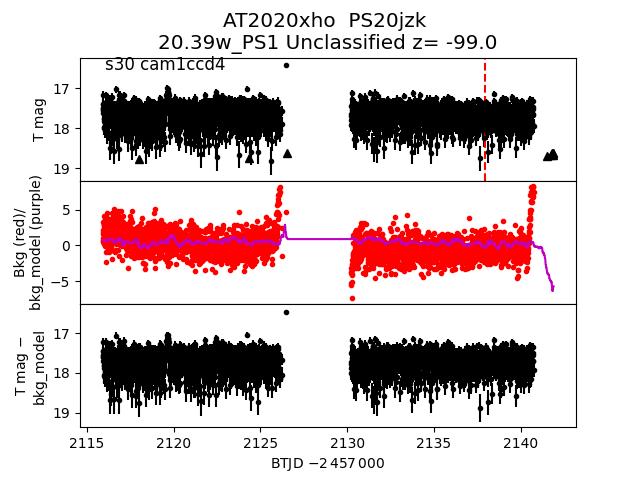 AT2020xho  PS20jzk
20.39w_PS1 Unclassified z= -99.0
s30 cam1ccd4
17
18
19
T mag
5
0
−5
Bkg (red)/
bkg_model (purple)
17
18
19
T mag −
bkg_model
2115 2120 2125 2130 2135 2140
BTJD −2 457 000